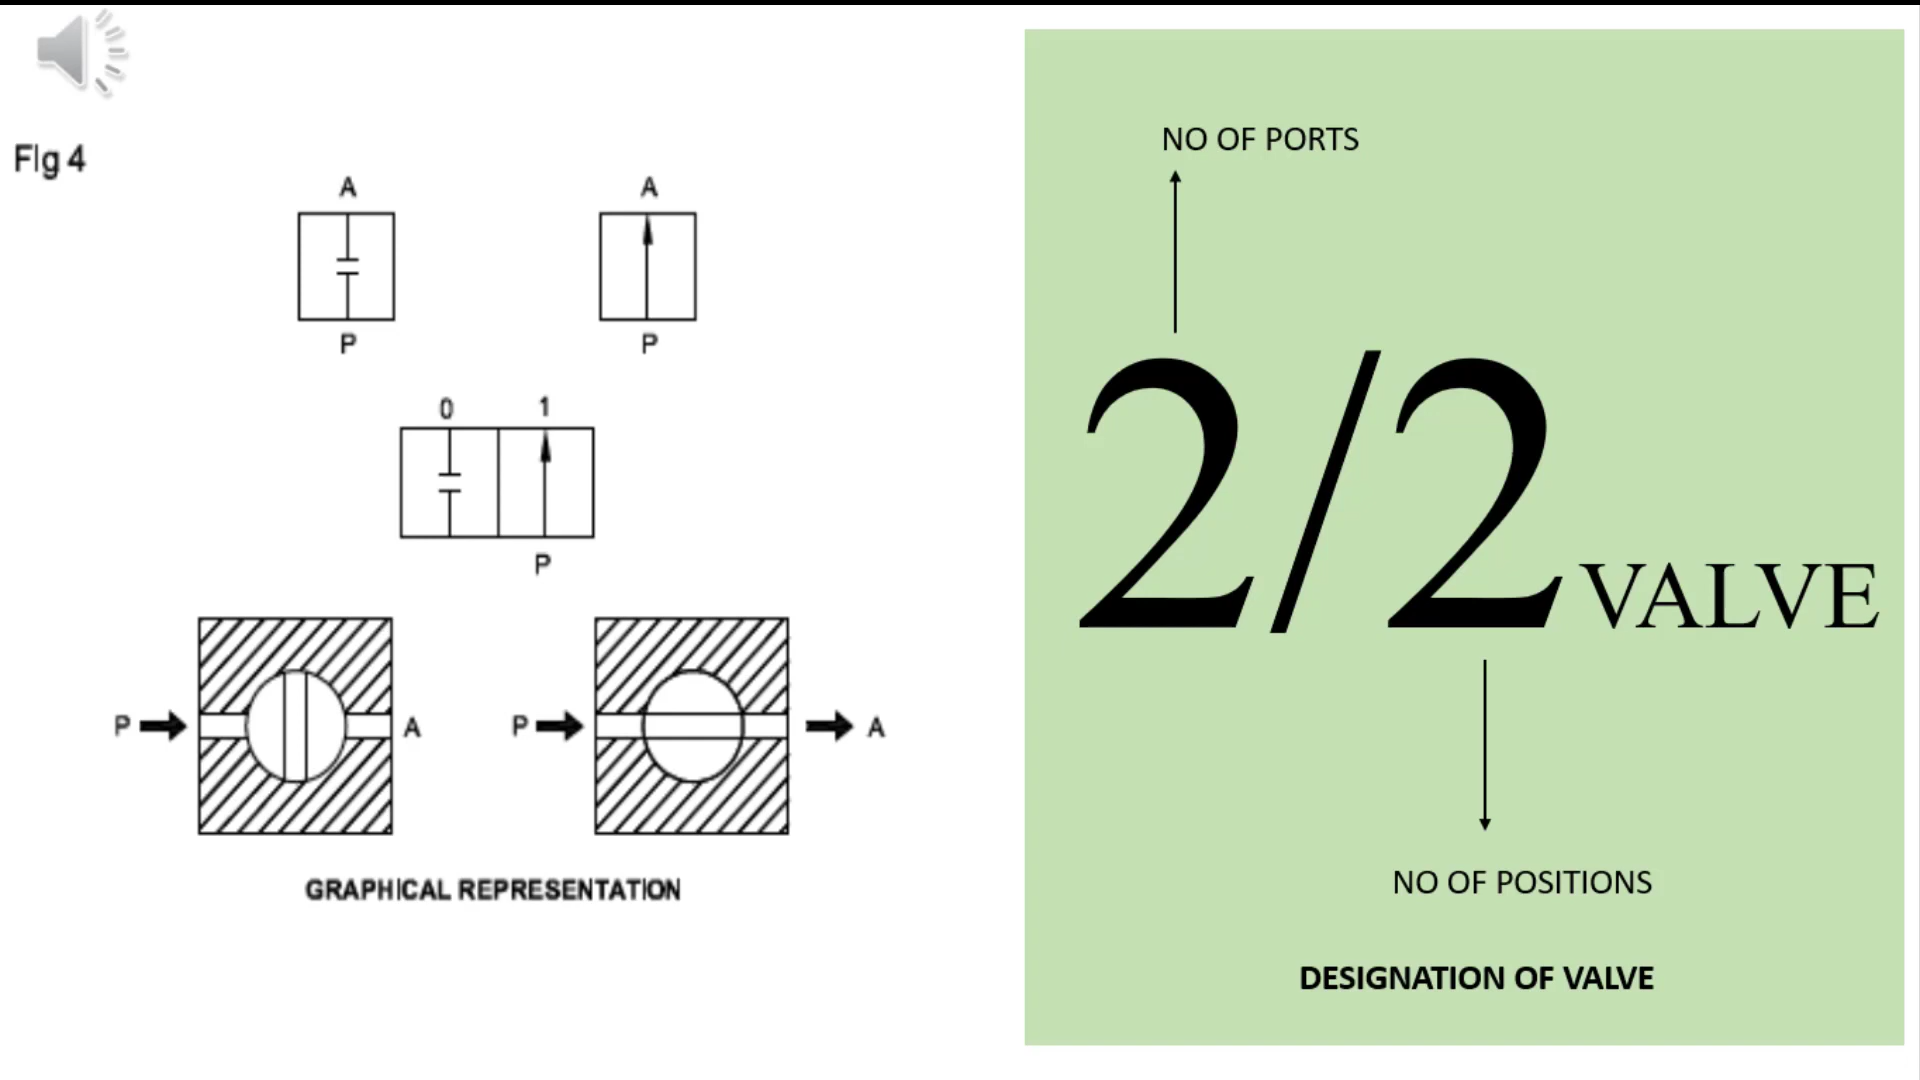 Fig 4
A
A
P
P
0
1
P
P
A
P
A
GRAPHICAL REPRESENTATION
NO OF PORTS
2/2 VALVE
NO OF POSITIONS
DESIGNATION OF VALVE